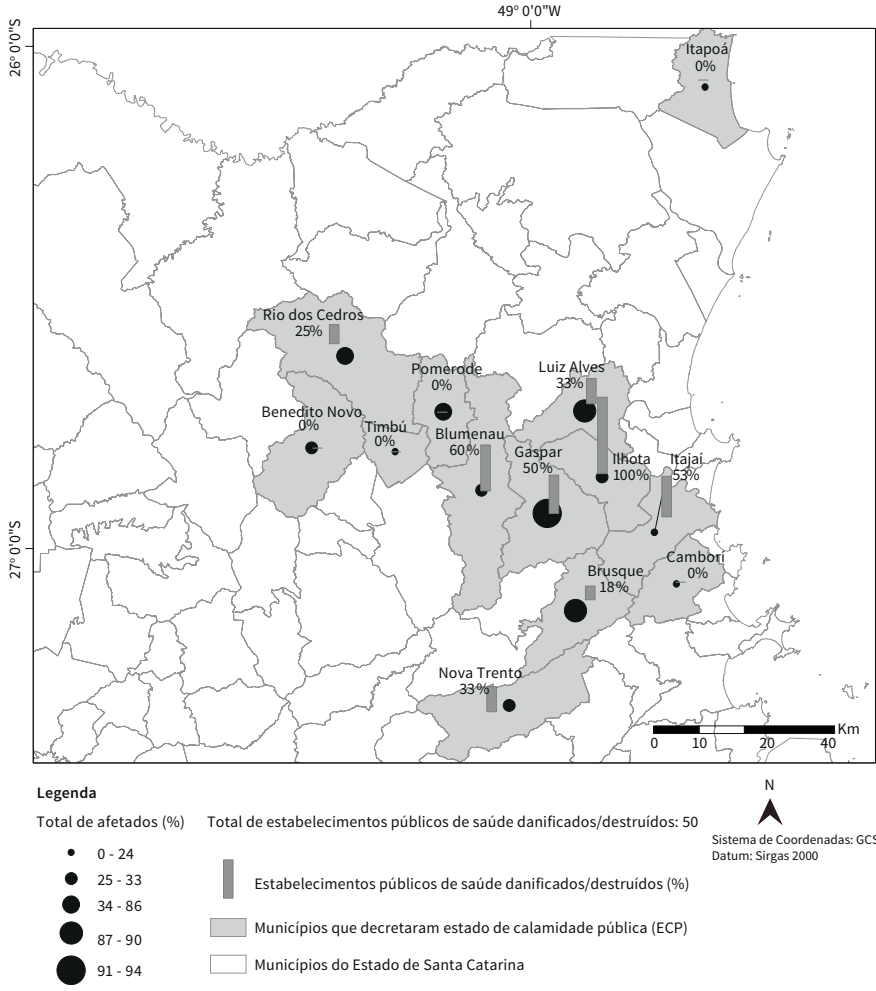 49° 0'0"W
26° 0'0"S
Itapoá
0%
Rio dos Cedros
25%
Pomerode
0%
Luiz Alves
33%
Benedito Novo
0%
Timbú
0%
Blumenau
60%
Gaspar
50%
Ilhota
100%
Itajaí
53%
27° 0'0"S
Camborí
0%
Brusque
18%
Nova Trento
33%
Km
0 10 20 40
Legenda
Total de afetados (%)
0 - 24
25 - 33
34 - 86
87 - 90
91 - 94
Total de estabelecimentos públicos de saúde danificados/destruídos: 50
Estabelecimentos públicos de saúde danificados/destruídos (%)
Municípios que decretaram estado de calamidade pública (ECP)
Municípios do Estado de Santa Catarina
N
Sistema de Coordenadas: GCS
Datum: Sirgas 2000